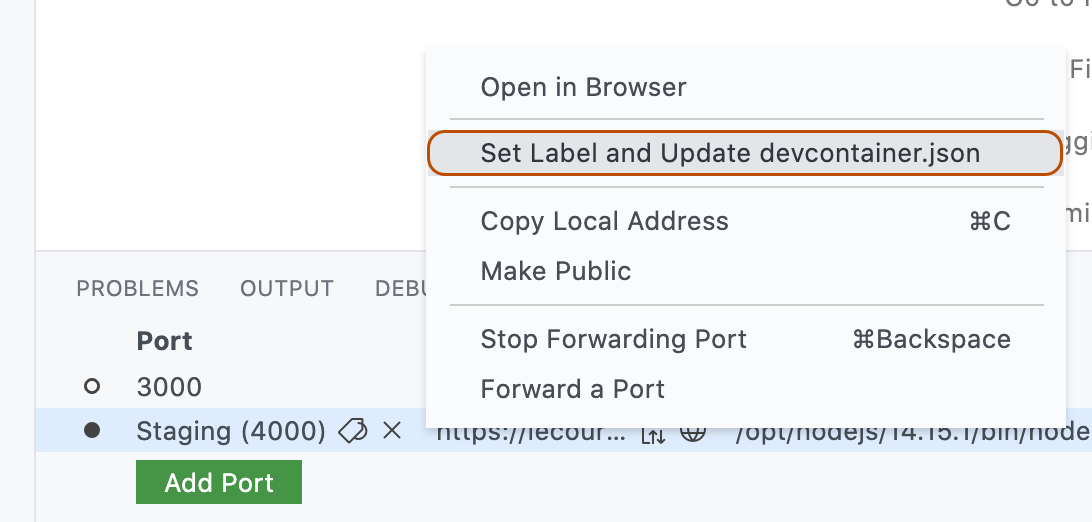 Open in Browser
Set Label and Update devcontainer.json
Copy Local Address ⌘C
Make Public
PROBLEMS OUTPUT
Stop Forwarding Port ⌘Backspace
Port
3000
Forward a Port
Staging (4000) https://lecour... /opt/nodejs/14.15.1/bin/node
Add Port